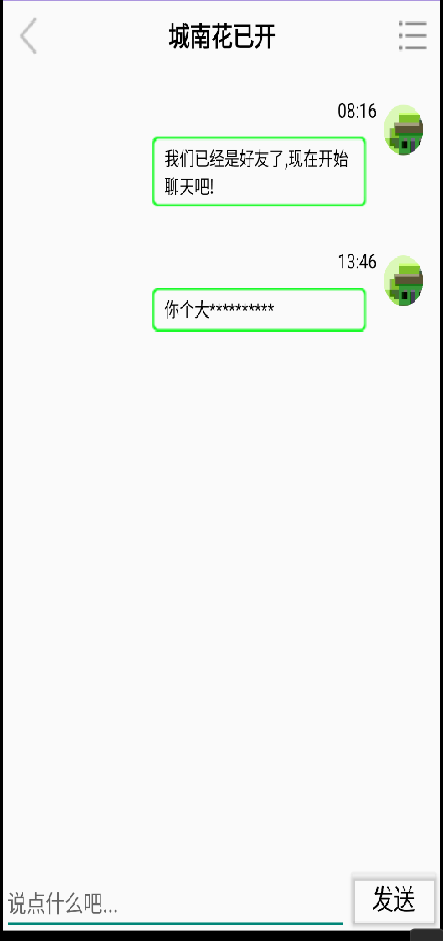 城南花已开
08:16
我们已经是好友了,现在开始
聊天吧!
13:46
你个大**********
说点什么吧...
发送